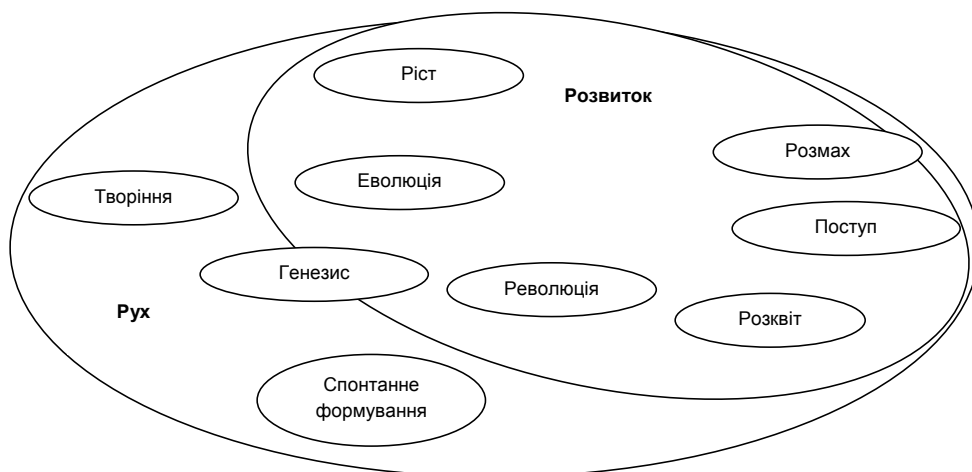 Ріст
Розвиток
Розмах
Еволюція
Творіння
Поступ
Генезис
Революція
Рух
Розквіт
Спонтанне
формування